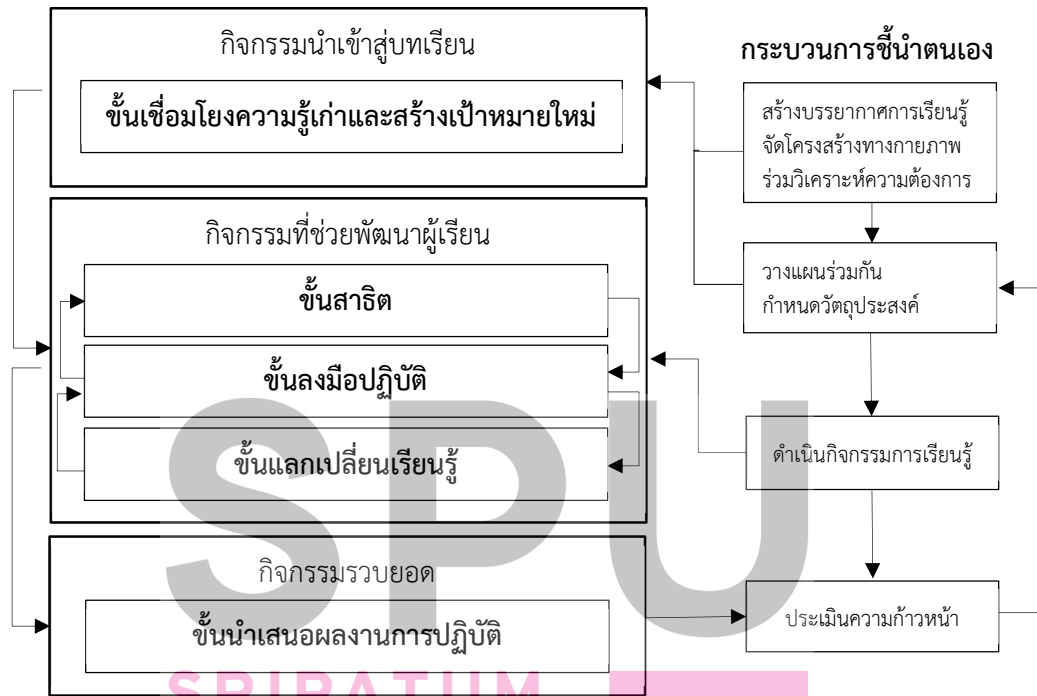 กิจกรรมนำเข้าสู่บทเรียน
ขั้นเชื่อมโยงความรู้เก่าและสร้างเป้าหมายใหม่
กิจกรรมที่ช่วยพัฒนาผู้เรียน
ขั้นสาธิต
ขั้นลงมือปฏิบัติ
ขั้นแลกเปลี่ยนเรียนรู้
กิจกรรมรวบยอด
ขั้นนำเสนอผลงานการปฏิบัติ
กระบวนการชี้นำตนเอง
สร้างบรรยากาศการเรียนรู้
จัดโครงสร้างทางกายภาพ
ร่วมวิเคราะห์ความต้องการ
วางแผนร่วมกัน
กำหนดวัตถุประสงค์
ดำเนินกิจกรรมการเรียนรู้
ประเมินความก้าวหน้า
SPU
SRIPATUM